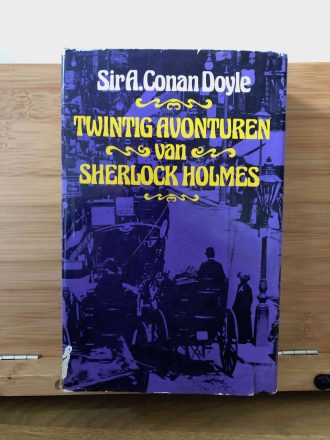 Sir A. Conan Doyle
TWINTIG AVONTUREN
van
SHERLOCK HOLMES